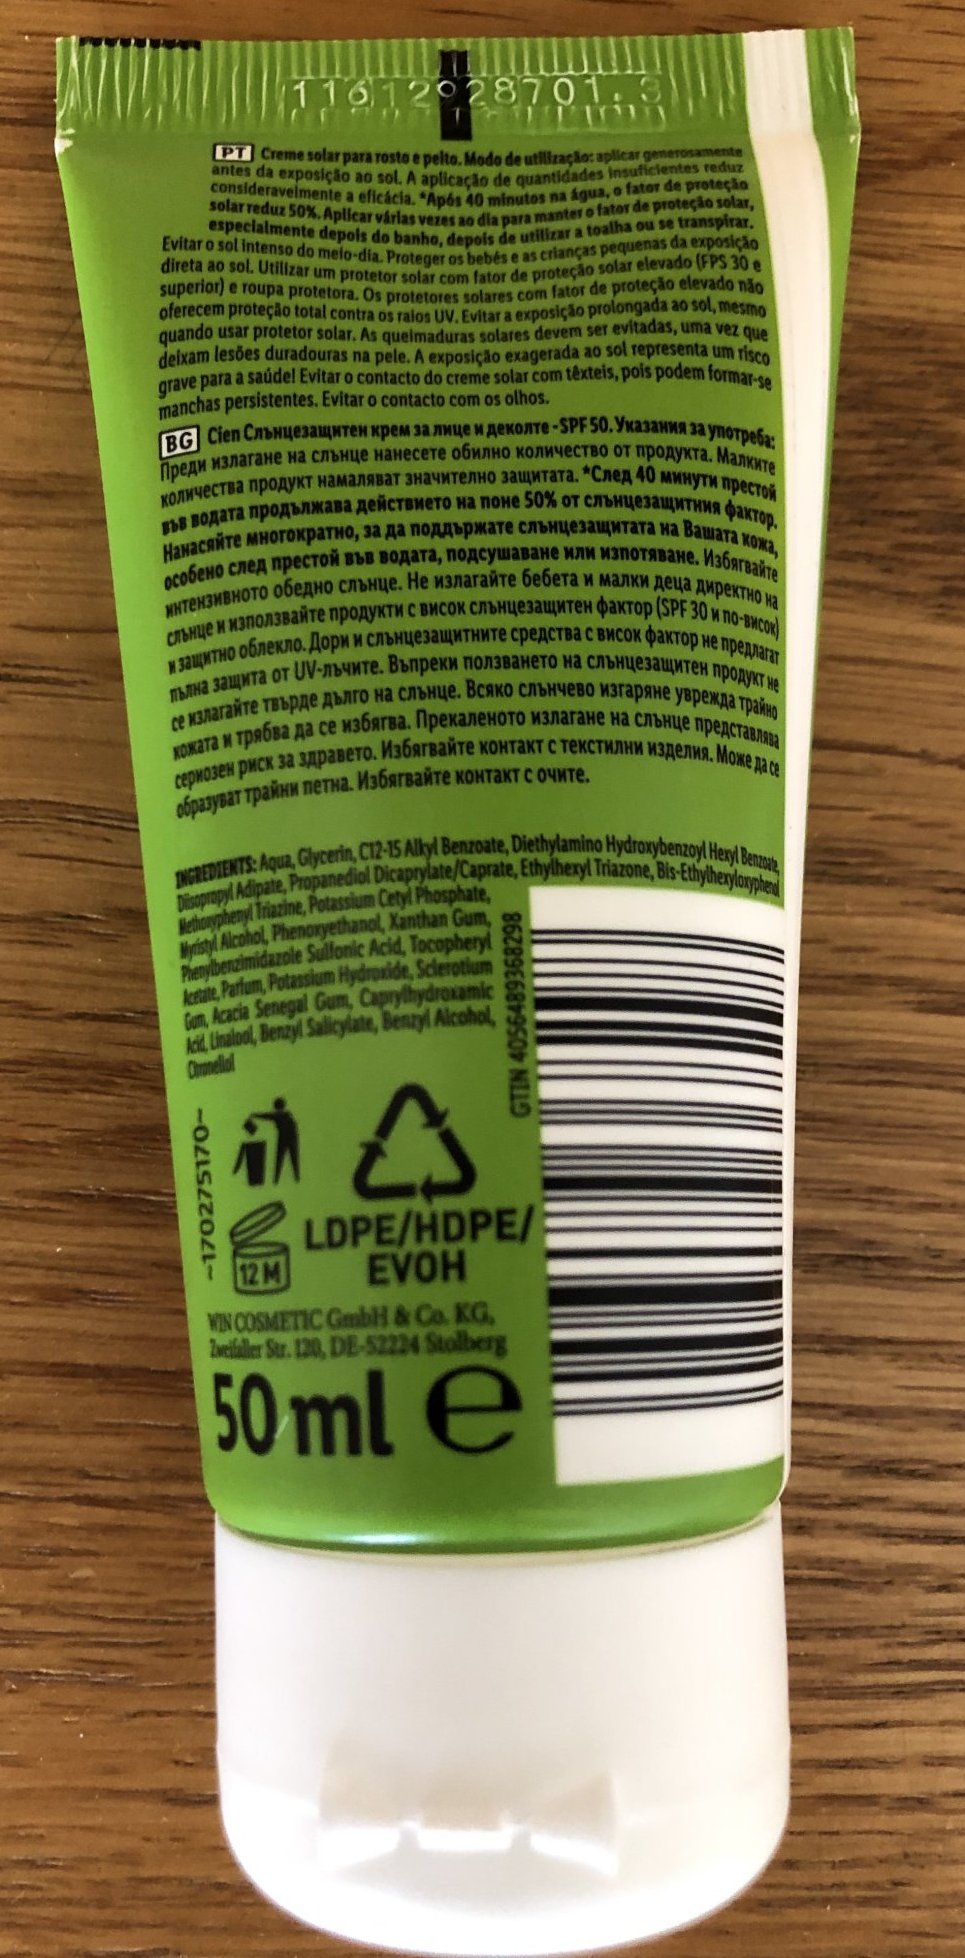 11612928701.3
PT Creme solar para rosto e peito. Modo de utilização: aplicar generosamente
antes da exposição ao sol. A aplicação de quantidades insuficientes reduz
consideravelmente a eficácia. *Após 40 minutos na água, o fator de proteção
solar reduz 50%. Aplicar várias vezes ao dia para manter o fator de proteção solar,
especialmente depois do banho, depois de utilizar a toalha ou se transpirar.
Evitar o sol intenso do meio-dia. Proteger os bebés e as crianças pequenas da exposição
direta ao sol. Utilizar um protetor solar com fator de proteção solar elevado (FPS 30 e
superior) e roupa protetora. Os protetores solares com fator de proteção elevado não
oferecem proteção total contra os raios UV. Evitar a exposição prolongada ao sol, mesmo
quando usar protetor solar. As queimaduras solares devem ser evitadas, uma vez que
deixam lesões duradouras na pele. A exposição exagerada ao sol representa um risco
grave para a saúde! Evitar o contacto do creme solar com têxteis, pois podem formar-se
manchas persistentes. Evitar o contacto com os olhos.
BG Cien Слънцезащитен крем за лице и деколте - SPF 50. Указания за употреба:
Преди излагане на слънце нанесете обилно количество от продукта. Малките
количества продукт намаляват значително защитата. *След 40 минути престой
във водата продължава действието на поне 50% от слънцезащитния фактор.
Нанасяйте многократно, за да поддържате слънцезащитата на Вашата кожа,
особено след престой във водата, подсушаване или изпотяване. Избягвайте
интензивното обедно слънце. Не излагайте бебета и малки деца директно на
слънце и използвайте продукти с висок слънцезащитен фактор (SPF 30 и по-висок)
и защитно облекло. Дори и слънцезащитните средства с висок фактор не предлагат
пълна защита от UV-лъчите. Въпреки ползването на слънцезащитен продукт не
се излагайте твърде дълго на слънце. Всяко слънчево изгаряне уврежда трайно
кожата и трябва да се избягва. Прекаленото излагане на слънце представлява
сериозен риск за здравето. Избягвайте контакт с текстилни изделия. Може да се
образуват трайни петна. Избягвайте контакт с очите.
INGREDIENTS: Aqua, Glycerin, C12-15 Alkyl Benzoate, Diethylamino Hydroxybenzoyl Hexyl Benzoate,
Diisopropyl Adipate, Propanediol Dicaprylate/Caprate, Ethylhexyl Triazone, Bis-Ethylhexyloxyphenol
Methoxyphenyl Triazine, Potassium Cetyl Phosphate,
Myristyl Alcohol, Phenoxyethanol, Xanthan Gum,
Phenylbenzimidazole Sulfonic Acid, Tocopheryl
Acetate, Parfum, Potassium Hydroxide, Sclerotium
Gum, Acacia Senegal Gum, Caprylhydroxamic
Acid, Linalool, Benzyl Salicylate, Benzyl Alcohol,
Citronellol
GTIN 4056489368298
-170275170-
12 M
LDPE/HDPE/
EVOH
WIN COSMETIC GmbH & Co. KG,
Zweifaller Str. 120, DE-52224 Stolberg
50 ml e